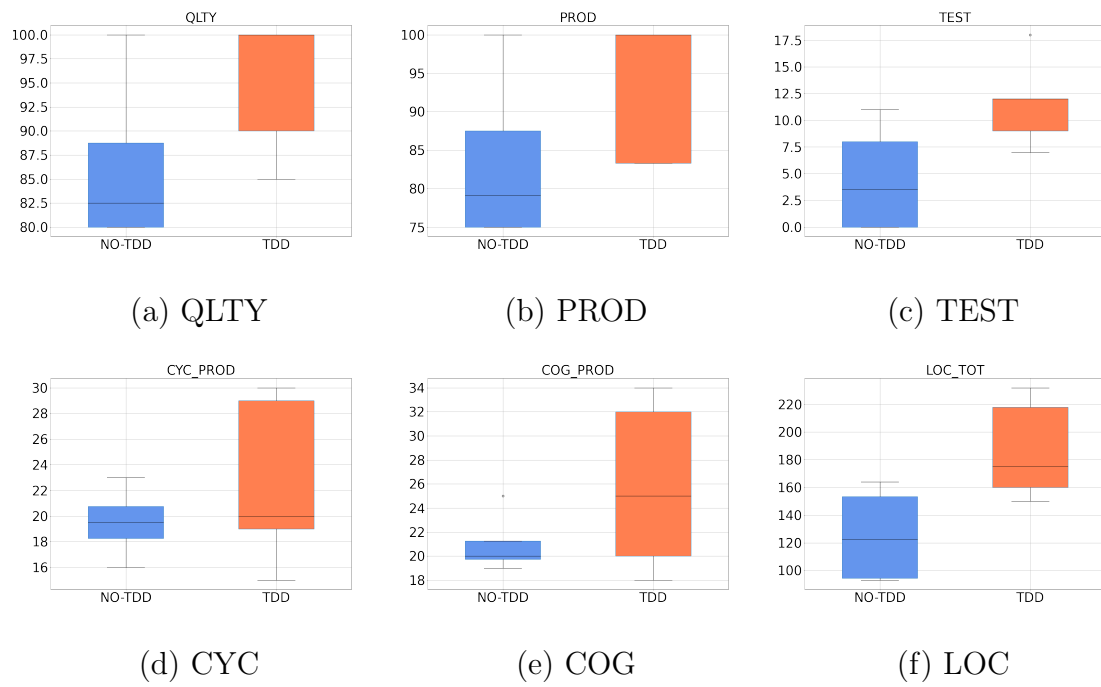 QLTY
100.0
97.5
95.0
92.5
90.0
87.5
85.0
82.5
80.0
NO-TDD TDD
(a) QLTY
PROD
100
95
90
85
80
75
NO-TDD TDD
(b) PROD
TEST
17.5
15.0
12.5
10.0
7.5
5.0
2.5
0.0
NO-TDD TDD
(c) TEST
CYC_PROD
30
28
26
24
22
20
18
16
NO-TDD TDD
(d) CYC
COG_PROD
34
32
30
28
26
24
22
20
18
NO-TDD TDD
(e) COG
LOC_TOT
220
200
180
160
140
120
100
NO-TDD TDD
(f) LOC